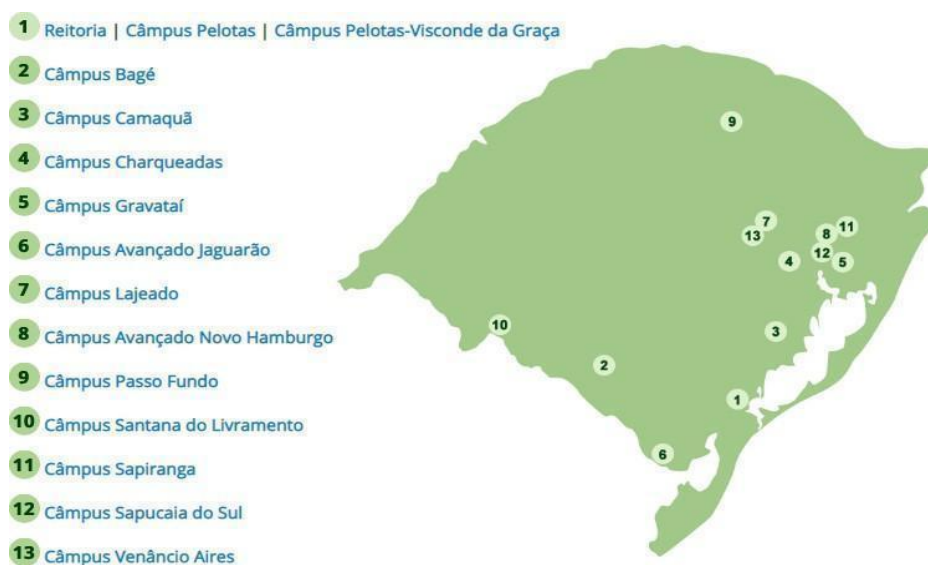 1 Reitoria | Câmpus Pelotas | Câmpus Pelotas-Visconde da Graça
2 Câmpus Bagé
3 Câmpus Camaquã
4 Câmpus Charqueadas
5 Câmpus Gravataí
6 Câmpus Avançado Jaguarão
7 Câmpus Lajeado
8 Câmpus Avançado Novo Hamburgo
9 Câmpus Passo Fundo
10 Câmpus Santana do Livramento
11 Câmpus Sapiranga
12 Câmpus Sapucaia do Sul
13 Câmpus Venâncio Aires
9
7
11
8
13
12
4
5
10
3
2
1
6